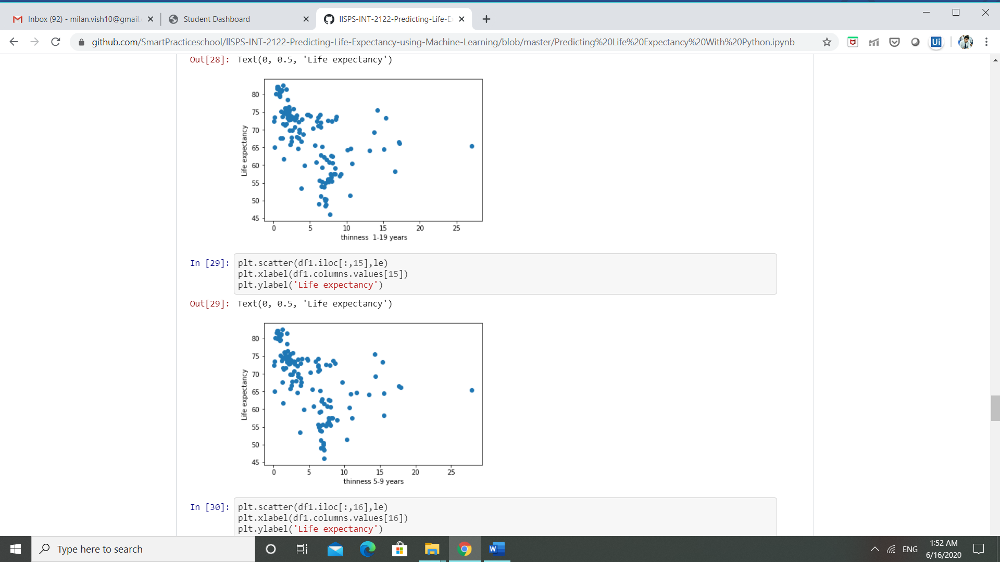 Inbox (92) - milan.vish10@gmail.
Student Dashboard
llSPS-INT-2122-Predicting-Life-E
github.com/SmartPracticeschool/llSPS-INT-2122-Predicting-Life-Expectancy-using-Machine-Learning/blob/master/Predicting%20Life%20Expectancy%20With%20Python.ipynb
Ui
Out[28]: Text(0, 0.5, 'Life expectancy')
80
75
70
65
60
55
50
45
Life expectancy
0 5 10 15 20 25
thinness  1-19 years
In [29]: plt.scatter(df1.iloc[:,15],le)
plt.xlabel(df1.columns.values[15])
plt.ylabel('Life expectancy')
Out[29]: Text(0, 0.5, 'Life expectancy')
80
75
70
65
60
55
50
45
Life expectancy
0 5 10 15 20 25
thinness 5-9 years
In [30]: plt.scatter(df1.iloc[:,16],le)
plt.xlabel(df1.columns.values[16])
plt.ylabel('Life expectancy')
Type here to search
W
ENG
1:52 AM
6/16/2020